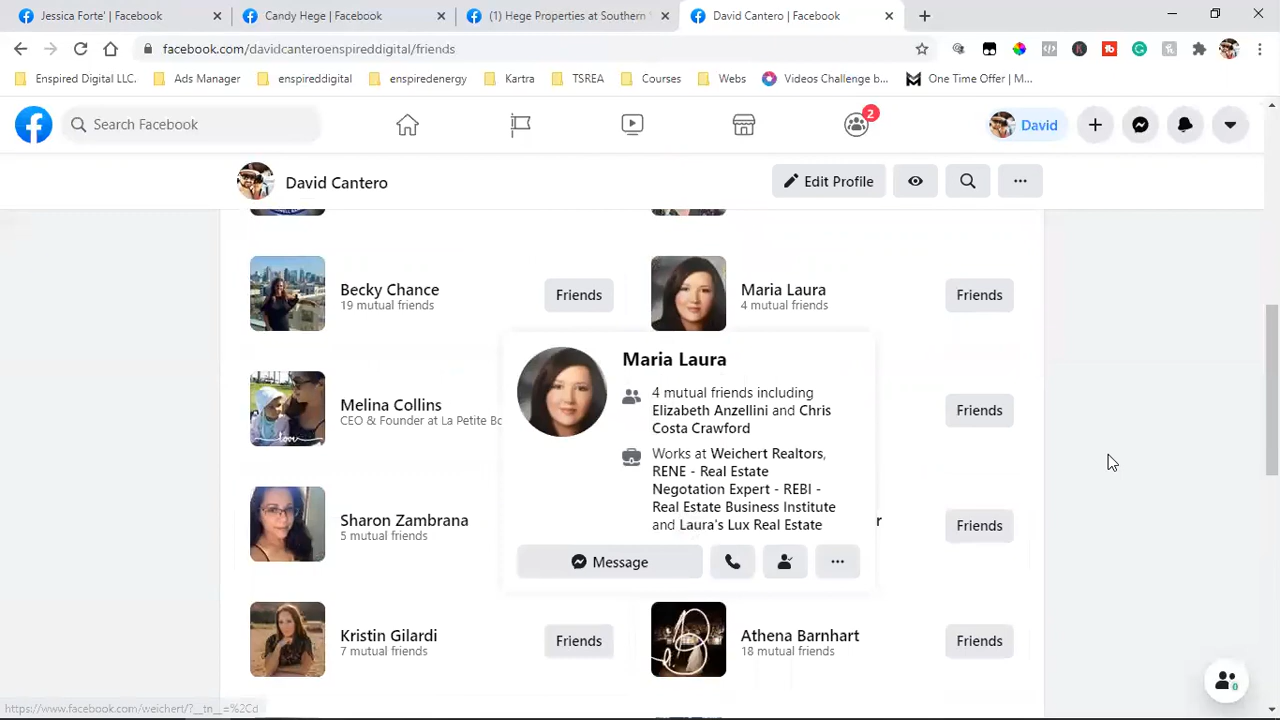 Jessica Forte' | Facebook
Candy Hege | Facebook
(1) Hege Properties at Southern
David Cantero | Facebook
facebook.com/davidcanteroenspireddigital/friends
Enspired Digital LLC.
Ads Manager
enspireddigital
enspiredenergy
Kartra
TSREA
Courses
Webs
Videos Challenge b...
One Time Offer | M...
Search Facebook
2
David
David Cantero
Edit Profile
Becky Chance
19 mutual friends
Friends
Maria Laura
4 mutual friends
Friends
Maria Laura
4 mutual friends including
Elizabeth Anzellini and Chris
Costa Crawford
Works at Weichert Realtors,
RENE - Real Estate
Negotation Expert - REBI -
Real Estate Business Institute
and Laura's Lux Real Estate
Message
Melina Collins
CEO & Founder at La Petite Bo
Friends
Sharon Zambrana
5 mutual friends
r
Friends
Kristin Gilardi
7 mutual friends
Friends
Athena Barnhart
18 mutual friends
Friends
0
https://www.facebook.com/weichert/?__tn__=%2Cd